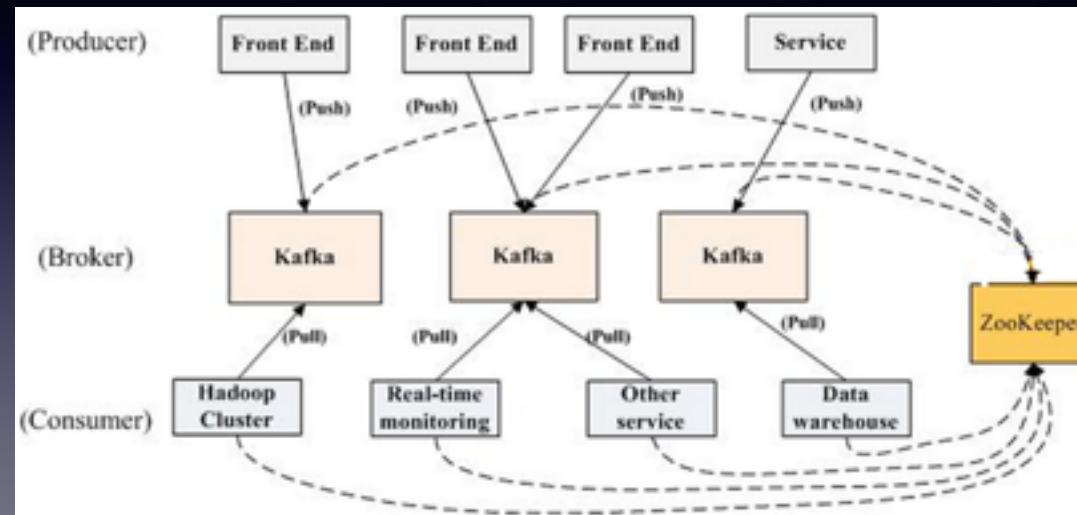 (Producer)
Front End
Front End
Front End
Service
(Push)
(Push)
(Push)
(Push)
(Broker)
Kafka
Kafka
Kafka
ZooKeepe
(Pull)
(Pull)
(Pull)
(Pull)
(Consumer)
Hadoop
Cluster
Real-time
monitoring
Other
service
Data
warehouse